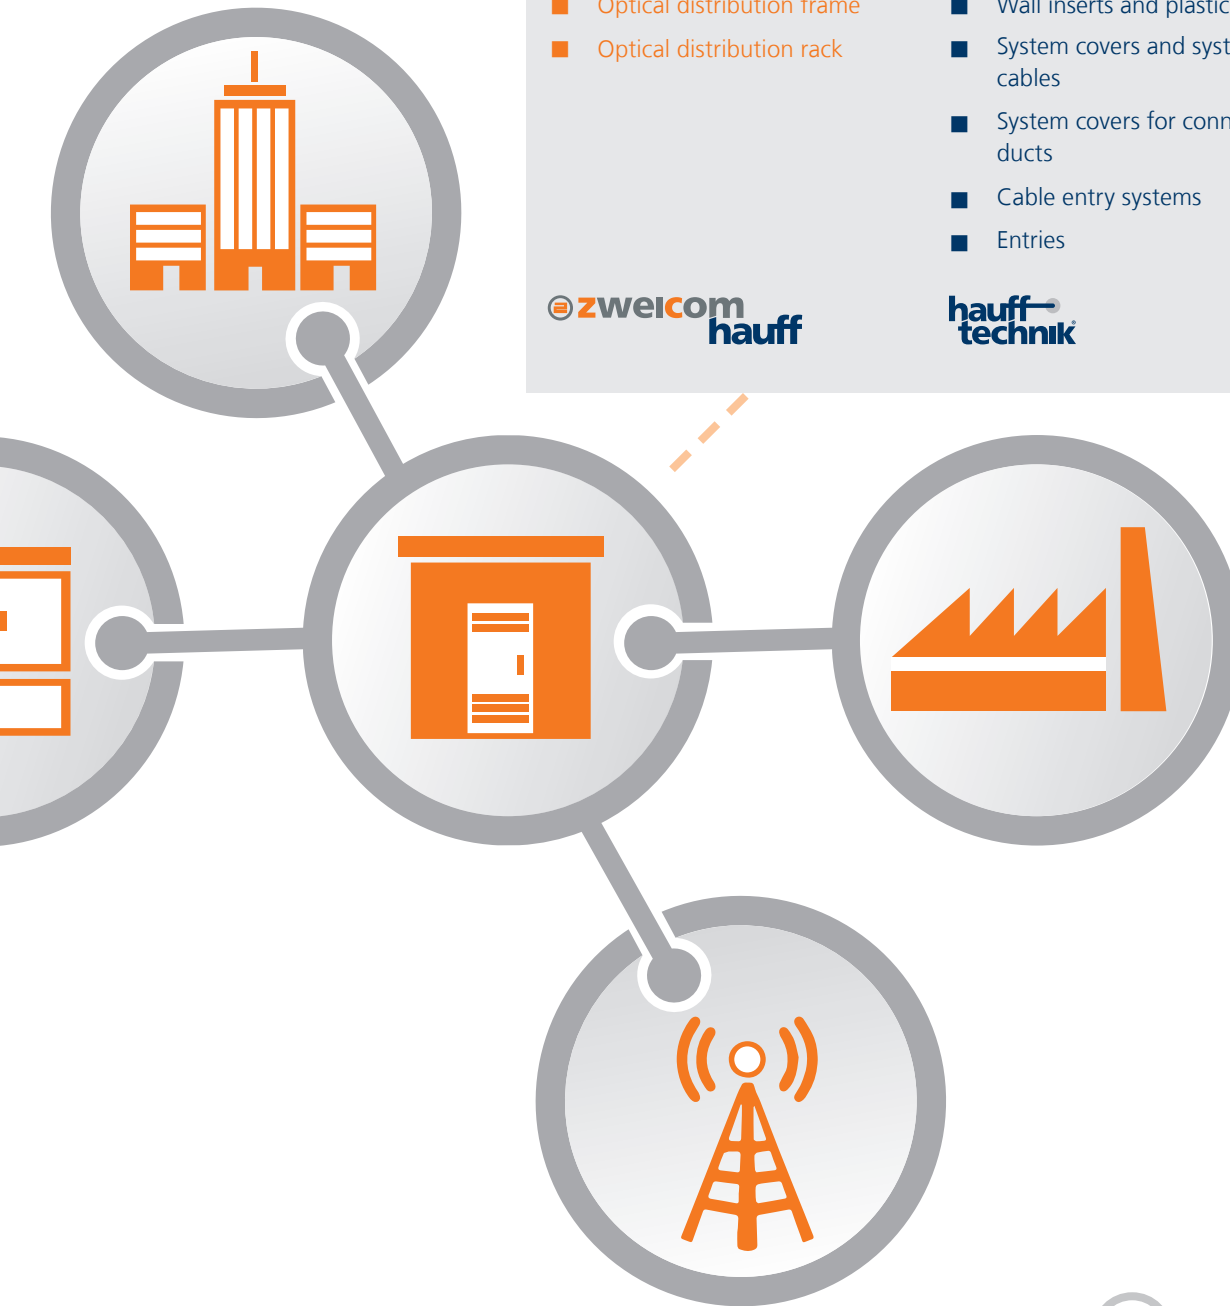 Optical distribution frame
Optical distribution rack
Wall inserts and plastic
System covers and syst
cables
System covers for conn
ducts
Cable entry systems
Entries
zweicom
hauff
hauff
technik